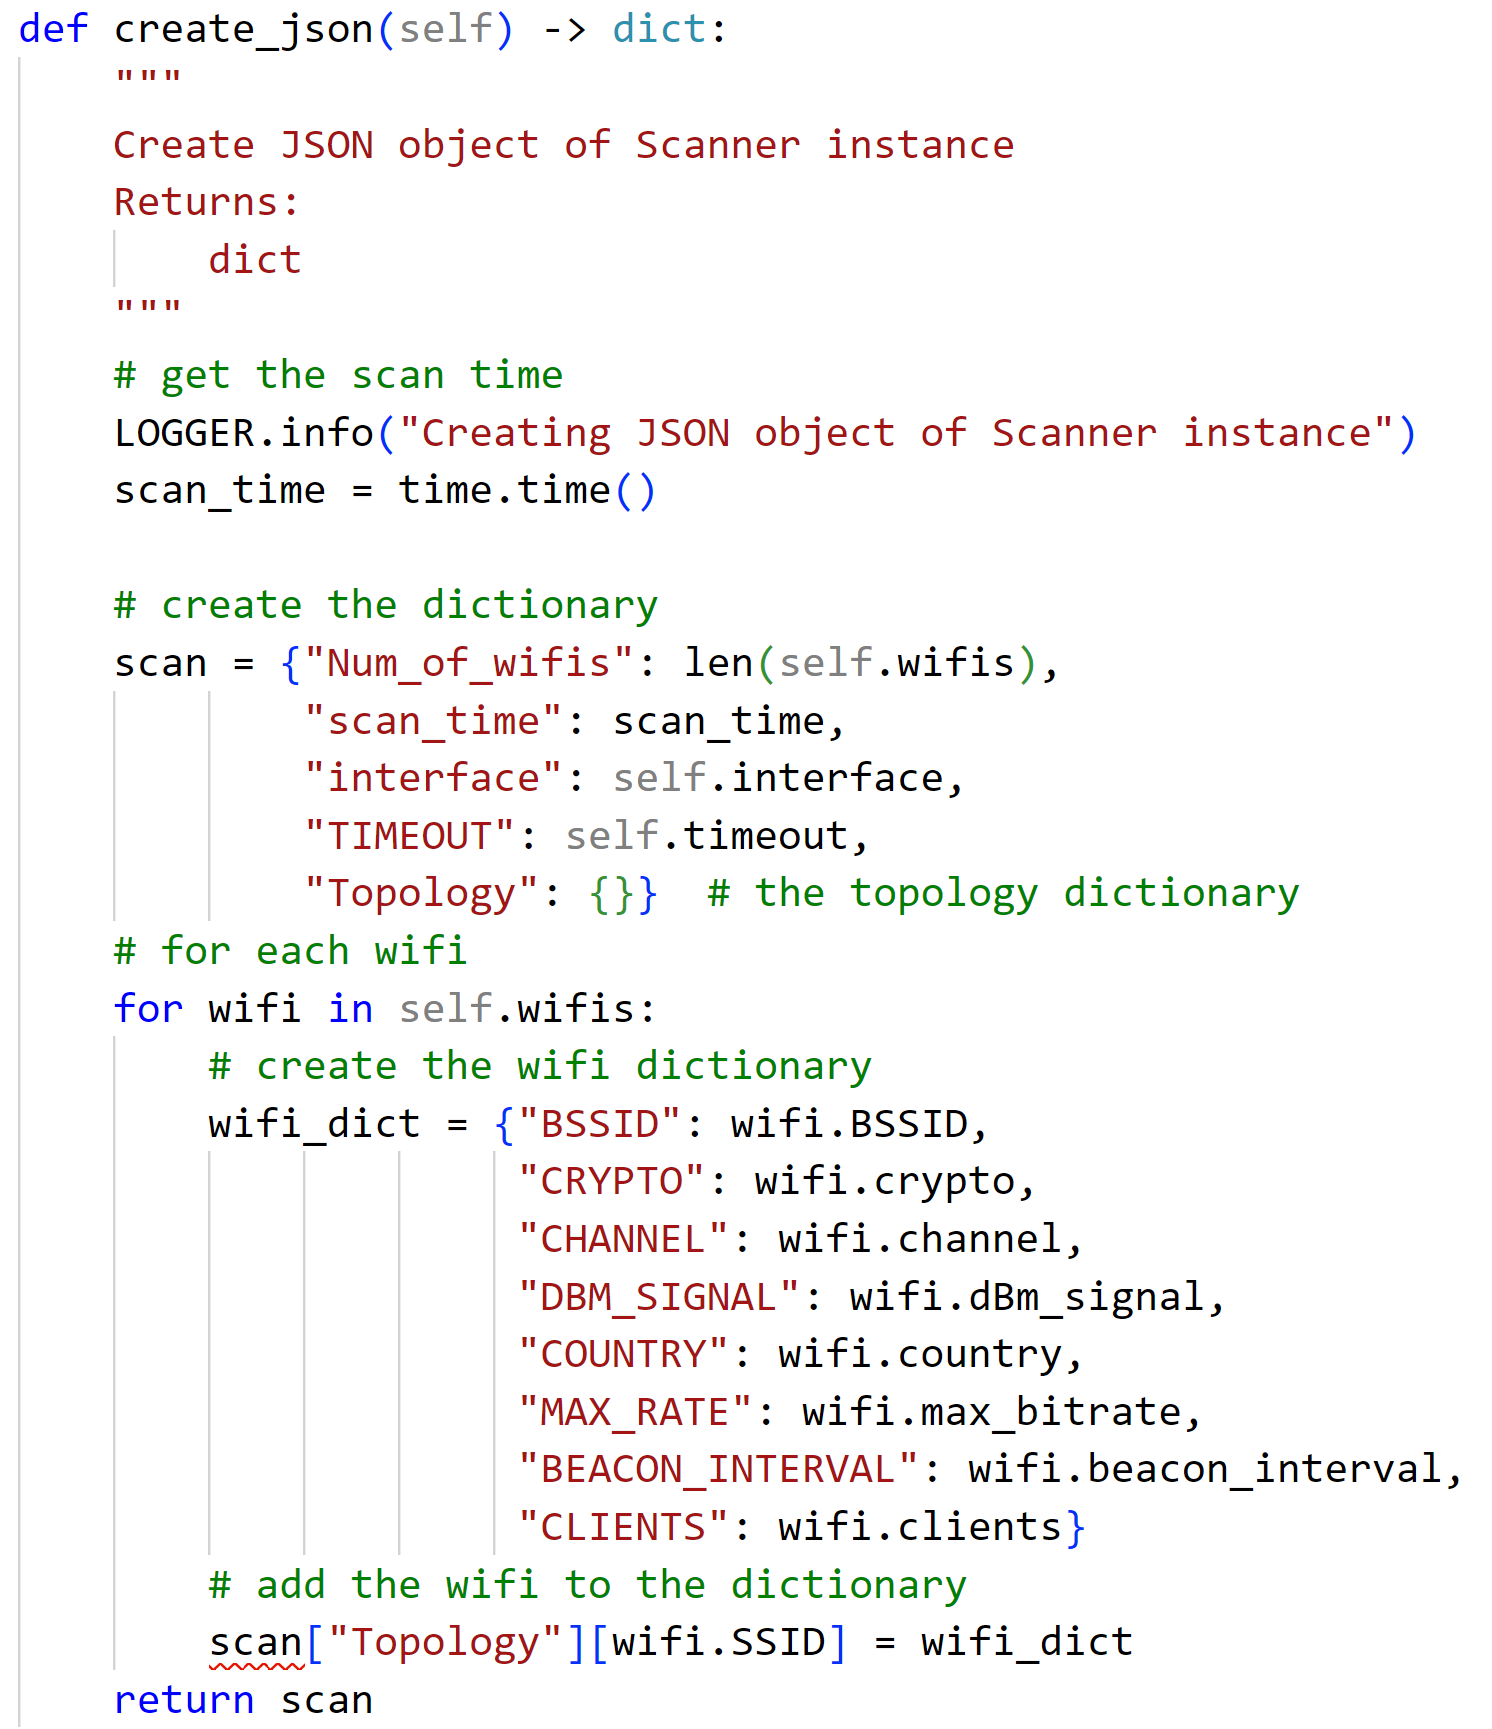 def create_json(self) -> dict:
    """
    Create JSON object of Scanner instance
    Returns:
        dict
    """
    # get the scan time
    LOGGER.info("Creating JSON object of Scanner instance")
    scan_time = time.time()

    # create the dictionary
    scan = {"Num_of_wifis": len(self.wifis),
            "scan_time": scan_time,
            "interface": self.interface,
            "TIMEOUT": self.timeout,
            "Topology": {}}  # the topology dictionary
    # for each wifi
    for wifi in self.wifis:
        # create the wifi dictionary
        wifi_dict = {"BSSID": wifi.BSSID,
                     "CRYPTO": wifi.crypto,
                     "CHANNEL": wifi.channel,
                     "DBM_SIGNAL": wifi.dBm_signal,
                     "COUNTRY": wifi.country,
                     "MAX_RATE": wifi.max_bitrate,
                     "BEACON_INTERVAL": wifi.beacon_interval,
                     "CLIENTS": wifi.clients}
        # add the wifi to the dictionary
        scan["Topology"][wifi.SSID] = wifi_dict
    return scan